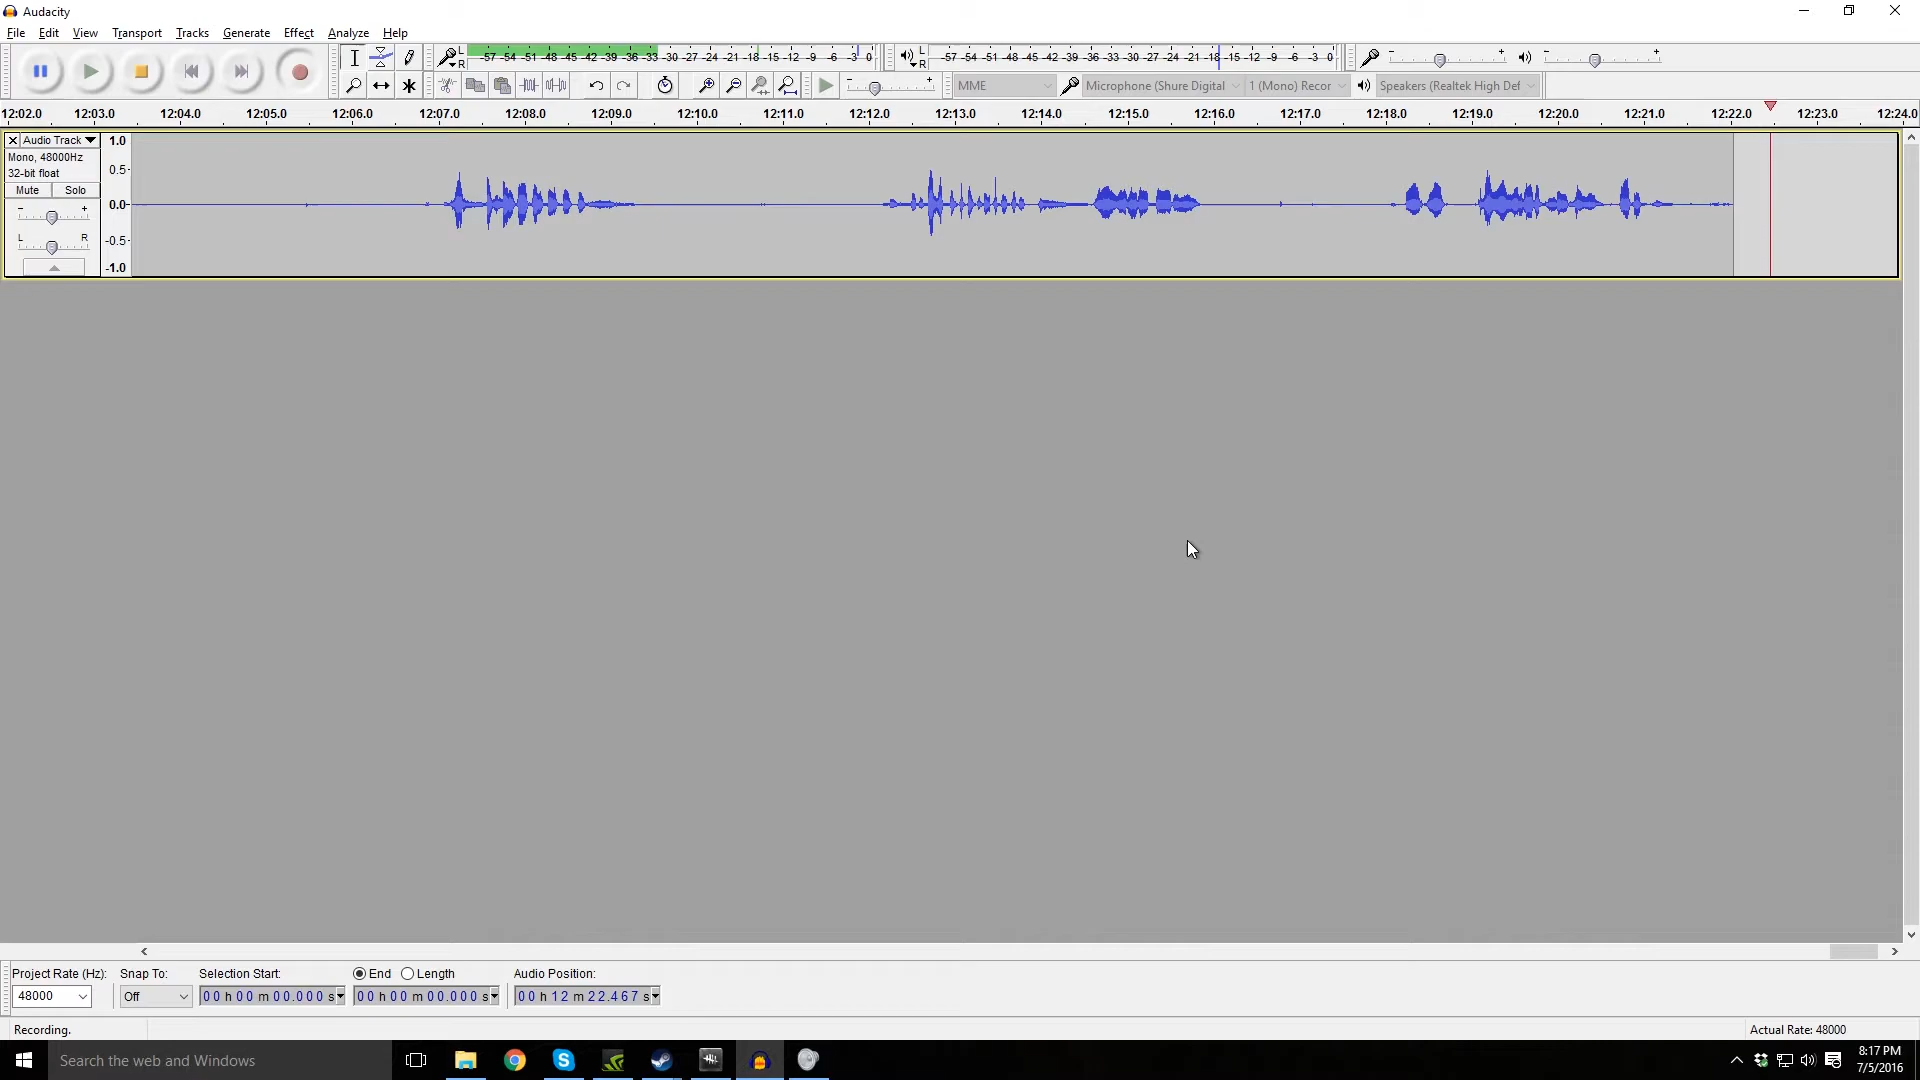 Audacity
File Edit View Transport Tracks Generate Effect Analyze Help
L -57 -54 -51 -48 -45 -42 -39 -36 -33 -30 -27 -24 -21 -18 -15 -12 -9 -6 -3 0 L -57 -54 -51 -48 -45 -42 -39 -36 -33 -30 -27 -24 -21 -18 -15 -12 -9 -6 -3 0 - + - +
R R
- + MME Microphone (Shure Digital 1 (Mono) Recor Speakers (Realtek High Def
12:02.0 12:03.0 12:04.0 12:05.0 12:06.0 12:07.0 12:08.0 12:09.0 12:10.0 12:11.0 12:12.0 12:13.0 12:14.0 12:15.0 12:16.0 12:17.0 12:18.0 12:19.0 12:20.0 12:21.0 12:22.0 12:23.0 12:24.0
Audio Track 1.0
Mono, 48000Hz
32-bit float 0.5-
Mute Solo
- + 0.0-
L R -0.5-
-1.0
Project Rate (Hz): Snap To: Selection Start: End Length Audio Position:
48000 Off 00 h 00 m 00.000 s 00 h 00 m 00.000 s 00 h 12 m 22.467 s
Recording. Actual Rate: 48000
Search the web and Windows
8:17 PM
7/5/2016